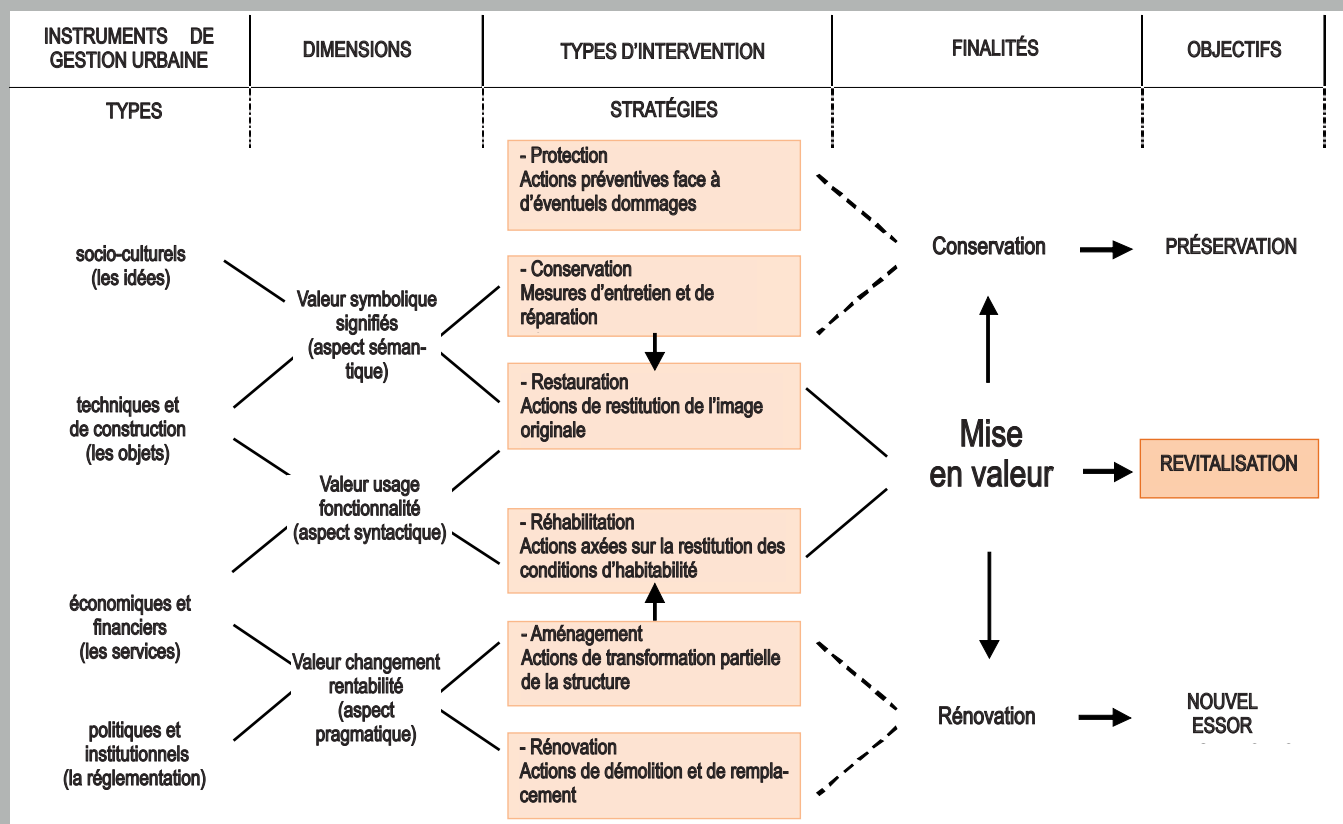 INSTRUMENTS DE
GESTION URBAINE
DIMENSIONS
TYPES D'INTERVENTION
FINALITÉS
OBJECTIFS
TYPES
STRATÉGIES
socio-culturels
(les idées)
techniques et
de construction
(les objets)
économiques et
financiers
(les services)
politiques et
institutionnels
(la réglementation)
Valeur symbolique
signifiés
(aspect séman-
tique)
Valeur usage
fonctionnalité
(aspect syntactique)
Valeur changement
rentabilité
(aspect
pragmatique)
- Protection
Actions préventives face à
d'éventuels dommages
- Conservation
Mesures d'entretien et de
réparation
- Restauration
Actions de restitution de l'image
originale
- Réhabilitation
Actions axées sur la restitution des
conditions d'habitabilité
- Aménagement
Actions de transformation partielle
de la structure
- Rénovation
Actions de démolition et de rempla-
cement
Conservation
Mise
en valeur
Rénovation
PRÉSERVATION
REVITALISATION
NOUVEL
ESSOR